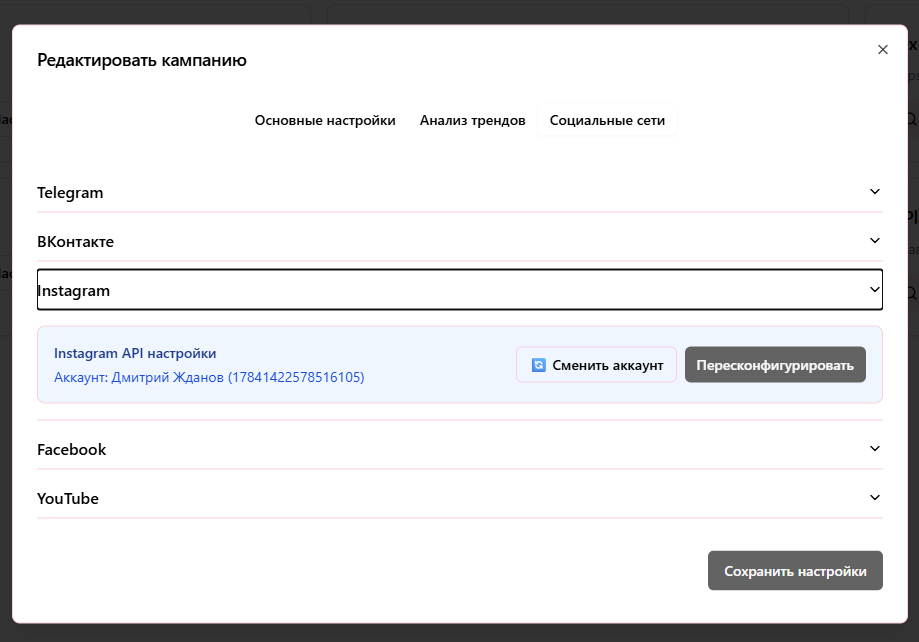 Редактировать кампанию
Основные настройки Анализ трендов Социальные сети
Telegram
ВКонтакте
Instagram
Instagram API настройки
Аккаунт: Дмитрий Жданов (17841422578516105)
Сменить аккаунт Пересконфигурировать
Facebook
YouTube
Сохранить настройки